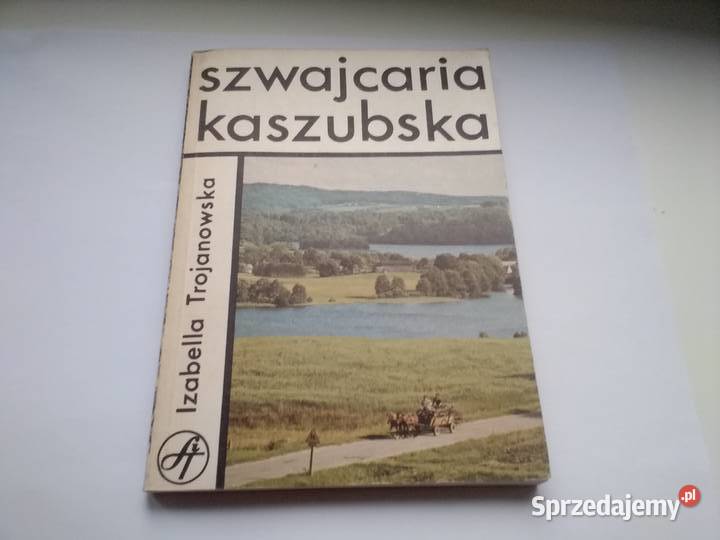 szwajcaria
kaszubska
Izabella Trojanowska
Sprzedajemy.pl